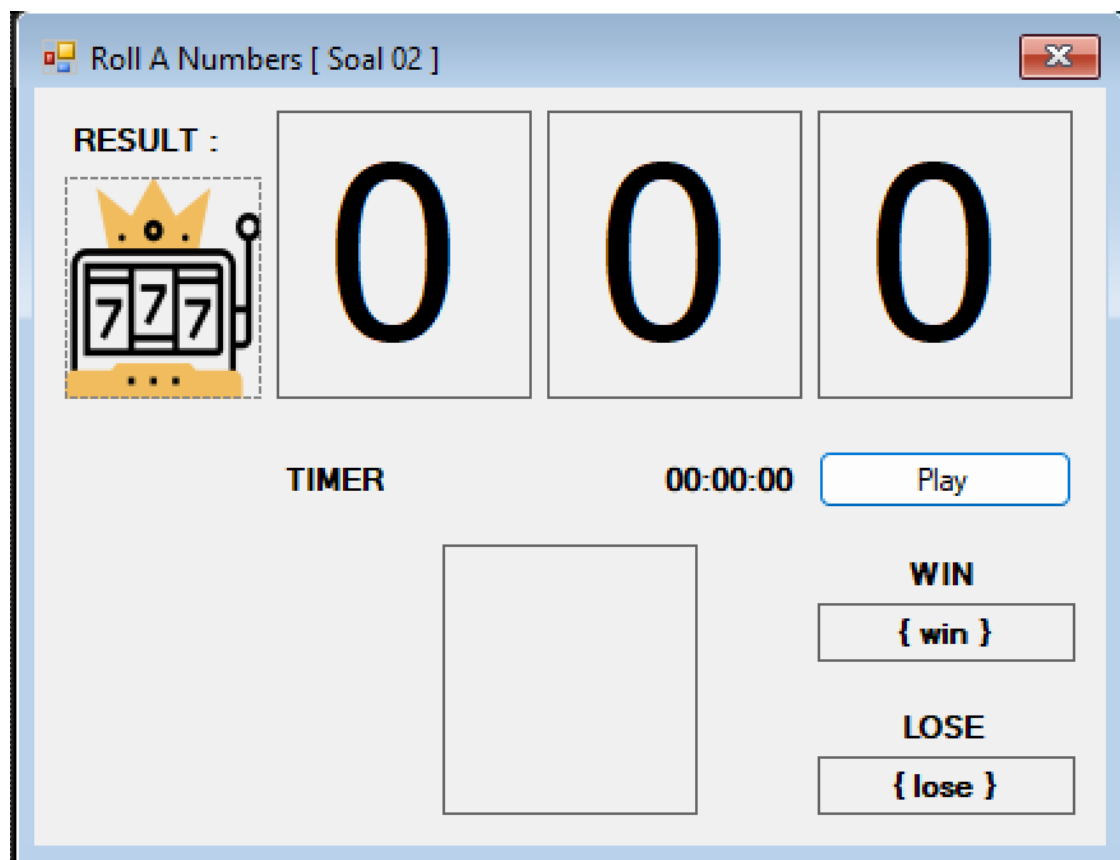 Roll A Numbers [ Soal 02 ]
RESULT :
777
0 0 0
TIMER 00:00:00 Play
WIN
{ win }
LOSE
{ lose }